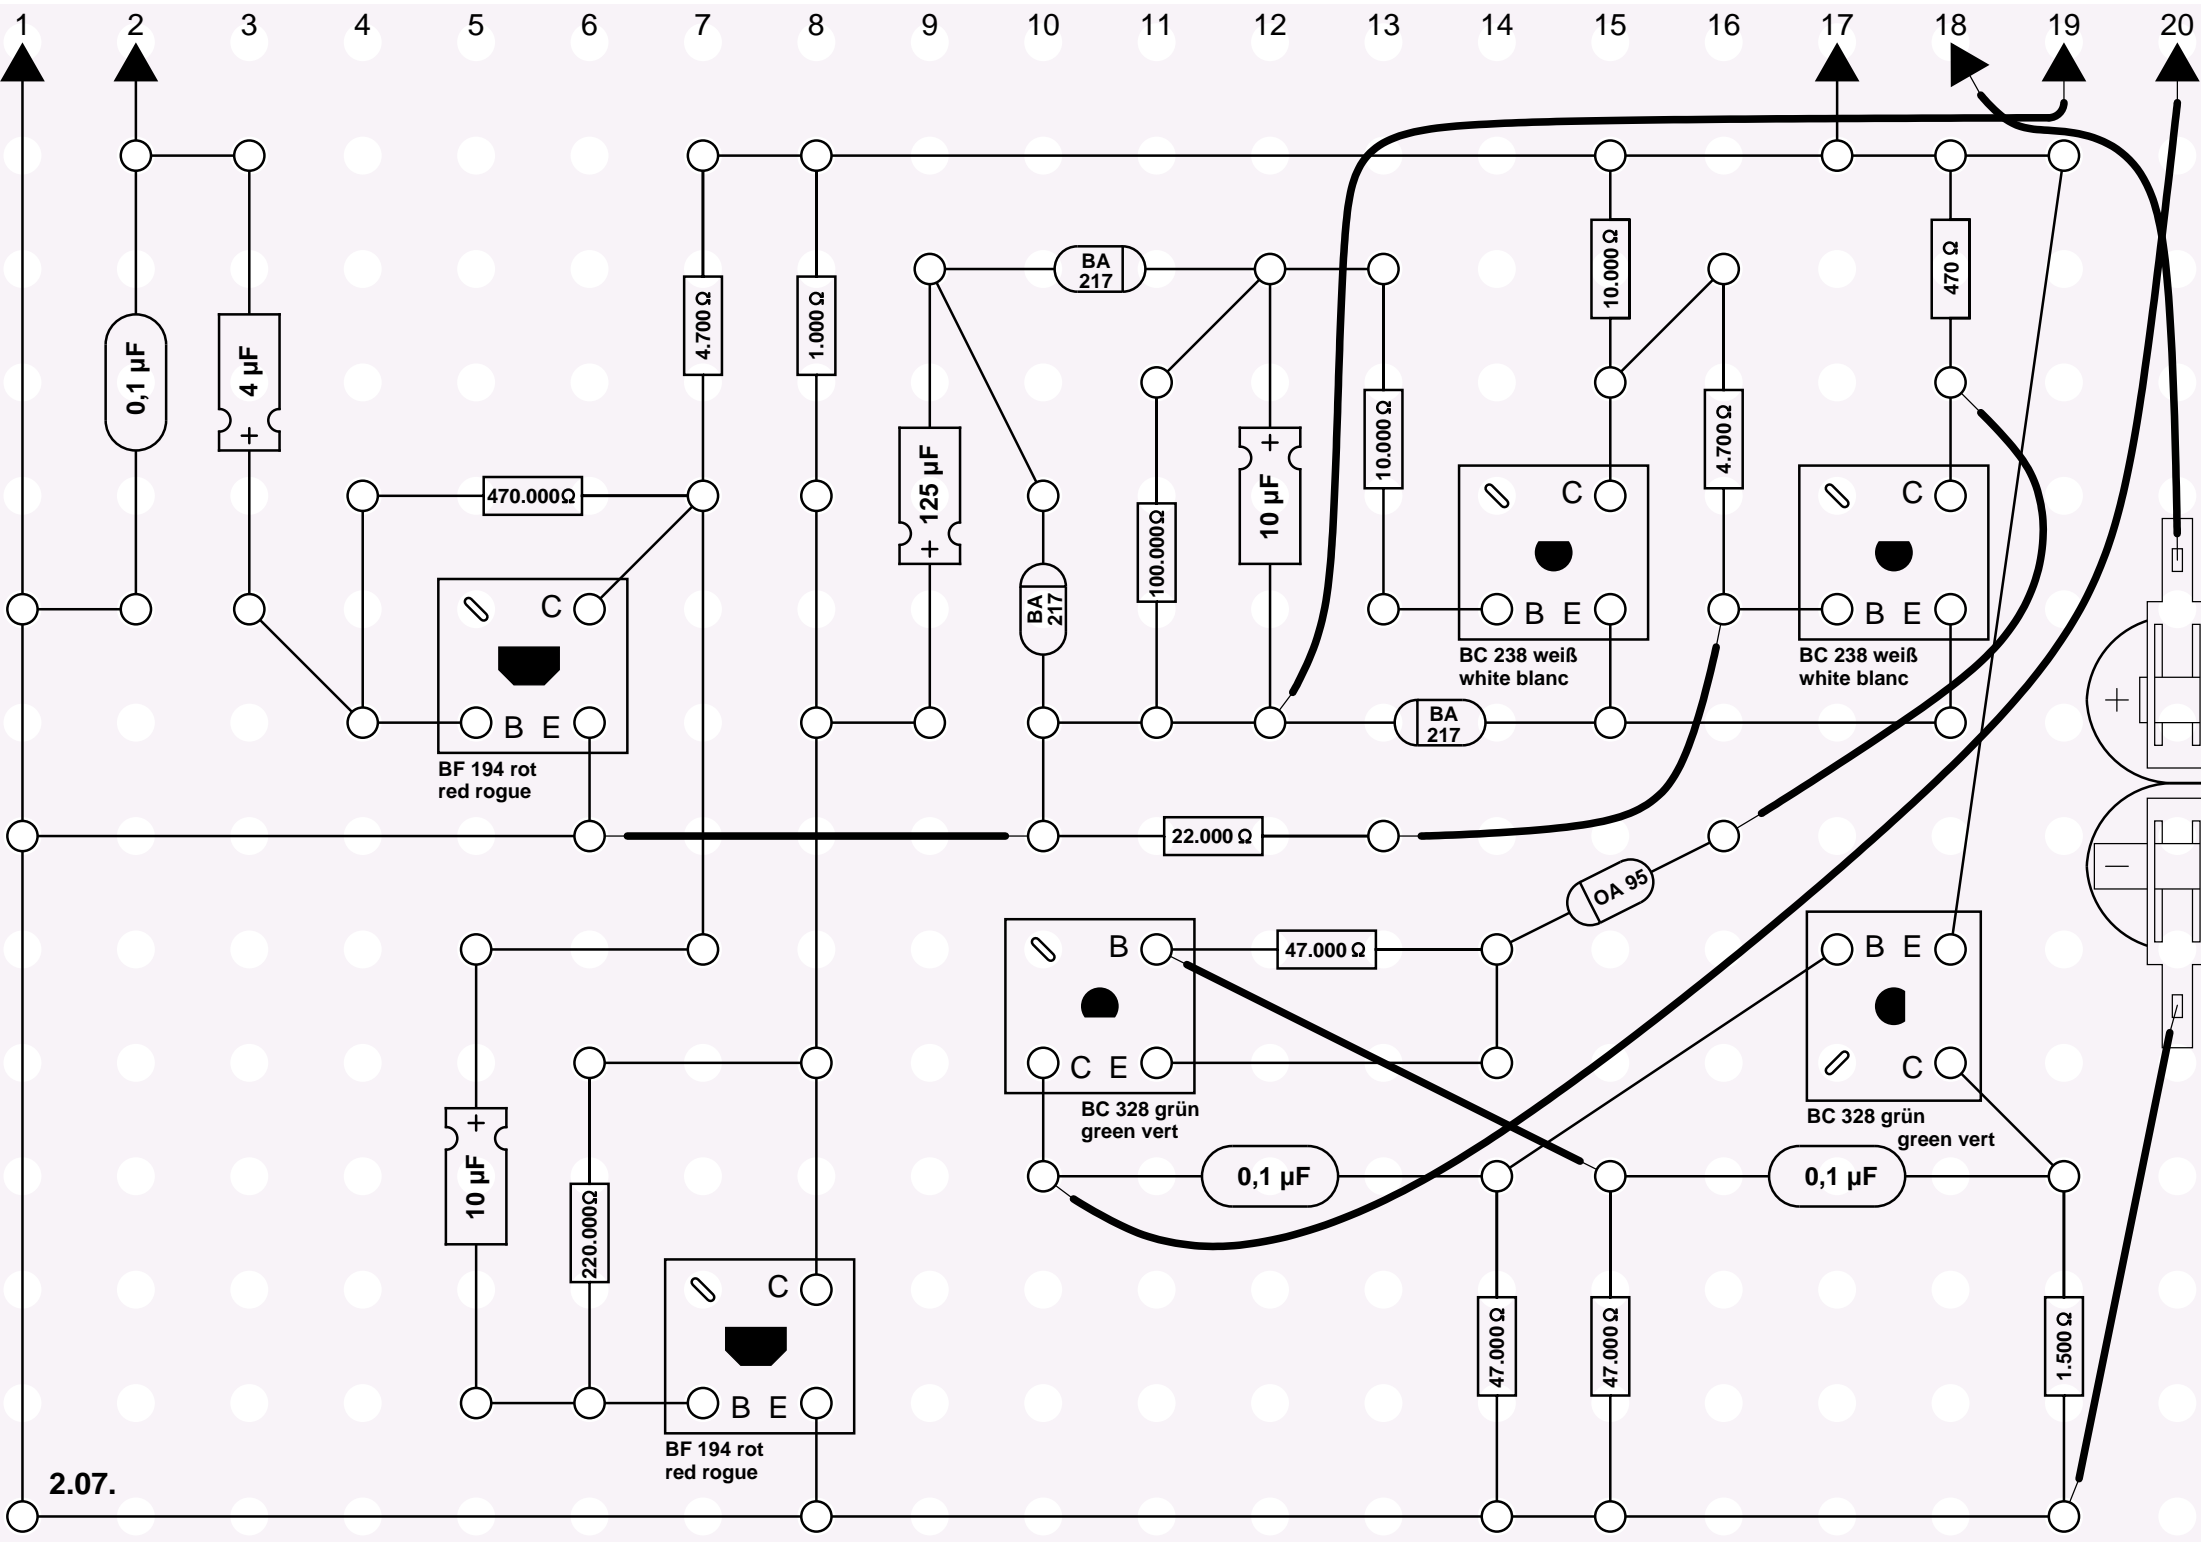 1 2 3 4 5 6 7 8 9 10 11 12 13 14 15 16 17 18 19 20
0,1 µF
4 µF
+
4.700 Ω
1.000 Ω
BA
217
10.000 Ω
470 Ω
470.000Ω
125 µF
+
BA
217
100.000Ω
+
10 µF
10.000 Ω
4.700 Ω
C
B E
BC 238 weiß
white blanc
C
B E
BC 238 weiß
white blanc
C
B E
BF 194 rot
red rogue
BA
217
+
−
22.000 Ω
OA 95
B
47.000 Ω
C E
BC 328 grün
green vert
B E
C
BC 328 grün
green vert
0,1 µF
0,1 µF
+
10 µF
220.000Ω
C
B E
BF 194 rot
red rogue
47.000 Ω
47.000 Ω
1.500 Ω
2.07.